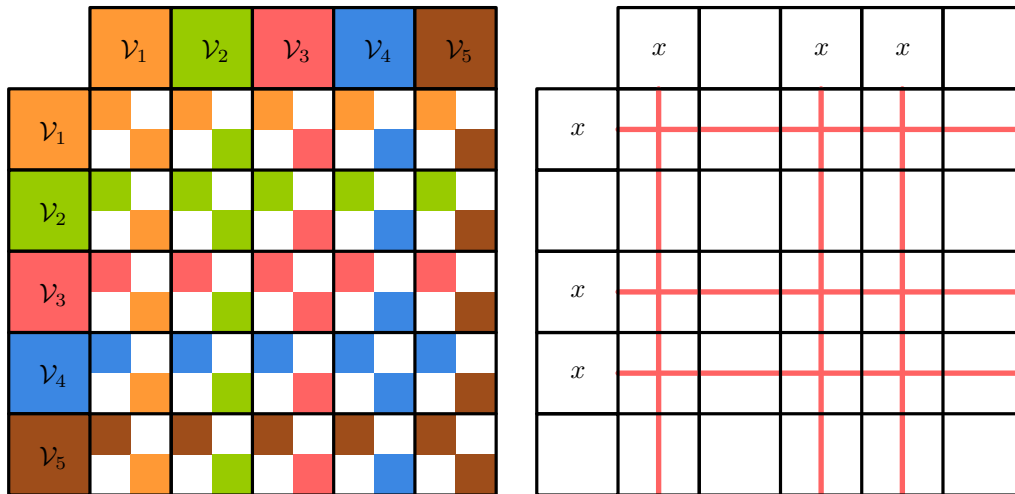 𝒱₁ 𝒱₂ 𝒱₃ 𝒱₄ 𝒱₅
𝒱₁
𝒱₂
𝒱₃
𝒱₄
𝒱₅
x x x
x
x
x